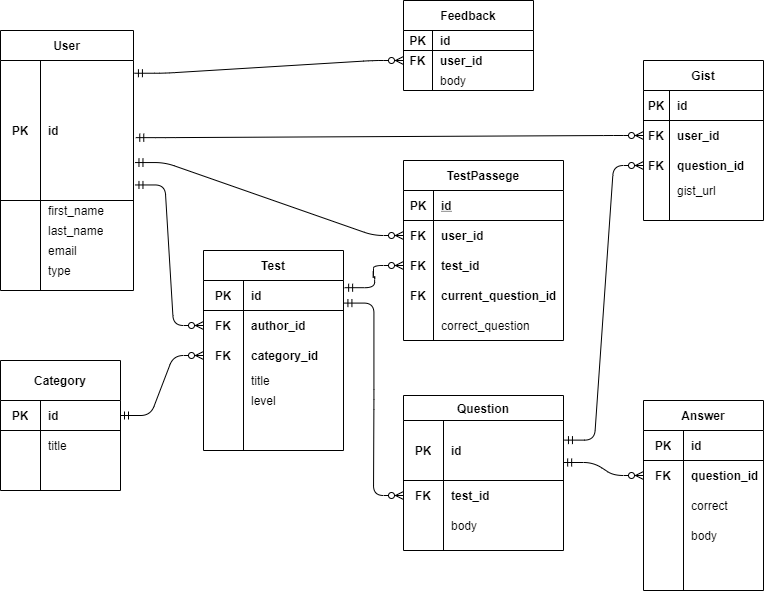 User
PK id
first_name
last_name
email
type
Feedback
PK id
FK user_id
body
Gist
PK id
FK user_id
FK question_id
gist_url
TestPassege
PK id
FK user_id
FK test_id
FK current_question_id
correct_question
Test
PK id
FK author_id
FK category_id
title
level
Category
PK id
title
Question
PK id
FK test_id
body
Answer
PK id
FK question_id
correct
body